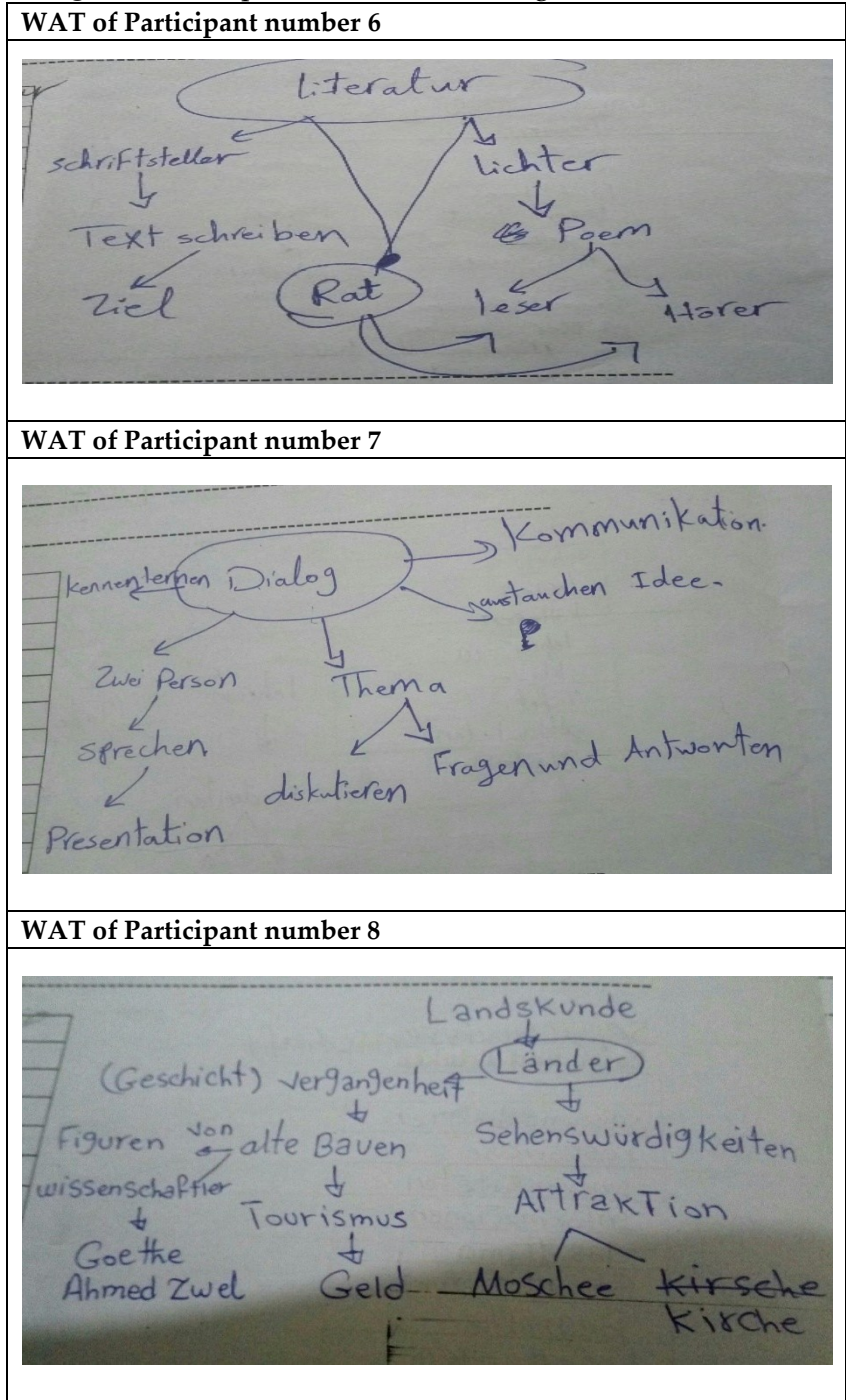 WAT of Participant number 6
Literatur
schriftsteller
Lichter
Text schreiben
Poem
Ziel
Rat
leser
Hörer
WAT of Participant number 7
Kommunikation.
kennenlernen Dialog
austauchen Idee-
Zwei Person
Thema
sprechen
Fragen und Antworten
diskutieren
Presentation
WAT of Participant number 8
Landskunde
Länder
(Geschicht) vergangenheit
Figuren von alte Bauen
Sehenswürdigkeiten
wissenschaftler
Tourismus
ATTrakTion
Goethe
Ahmed Zwel
Geld
Moschee
kirsche
Kirche